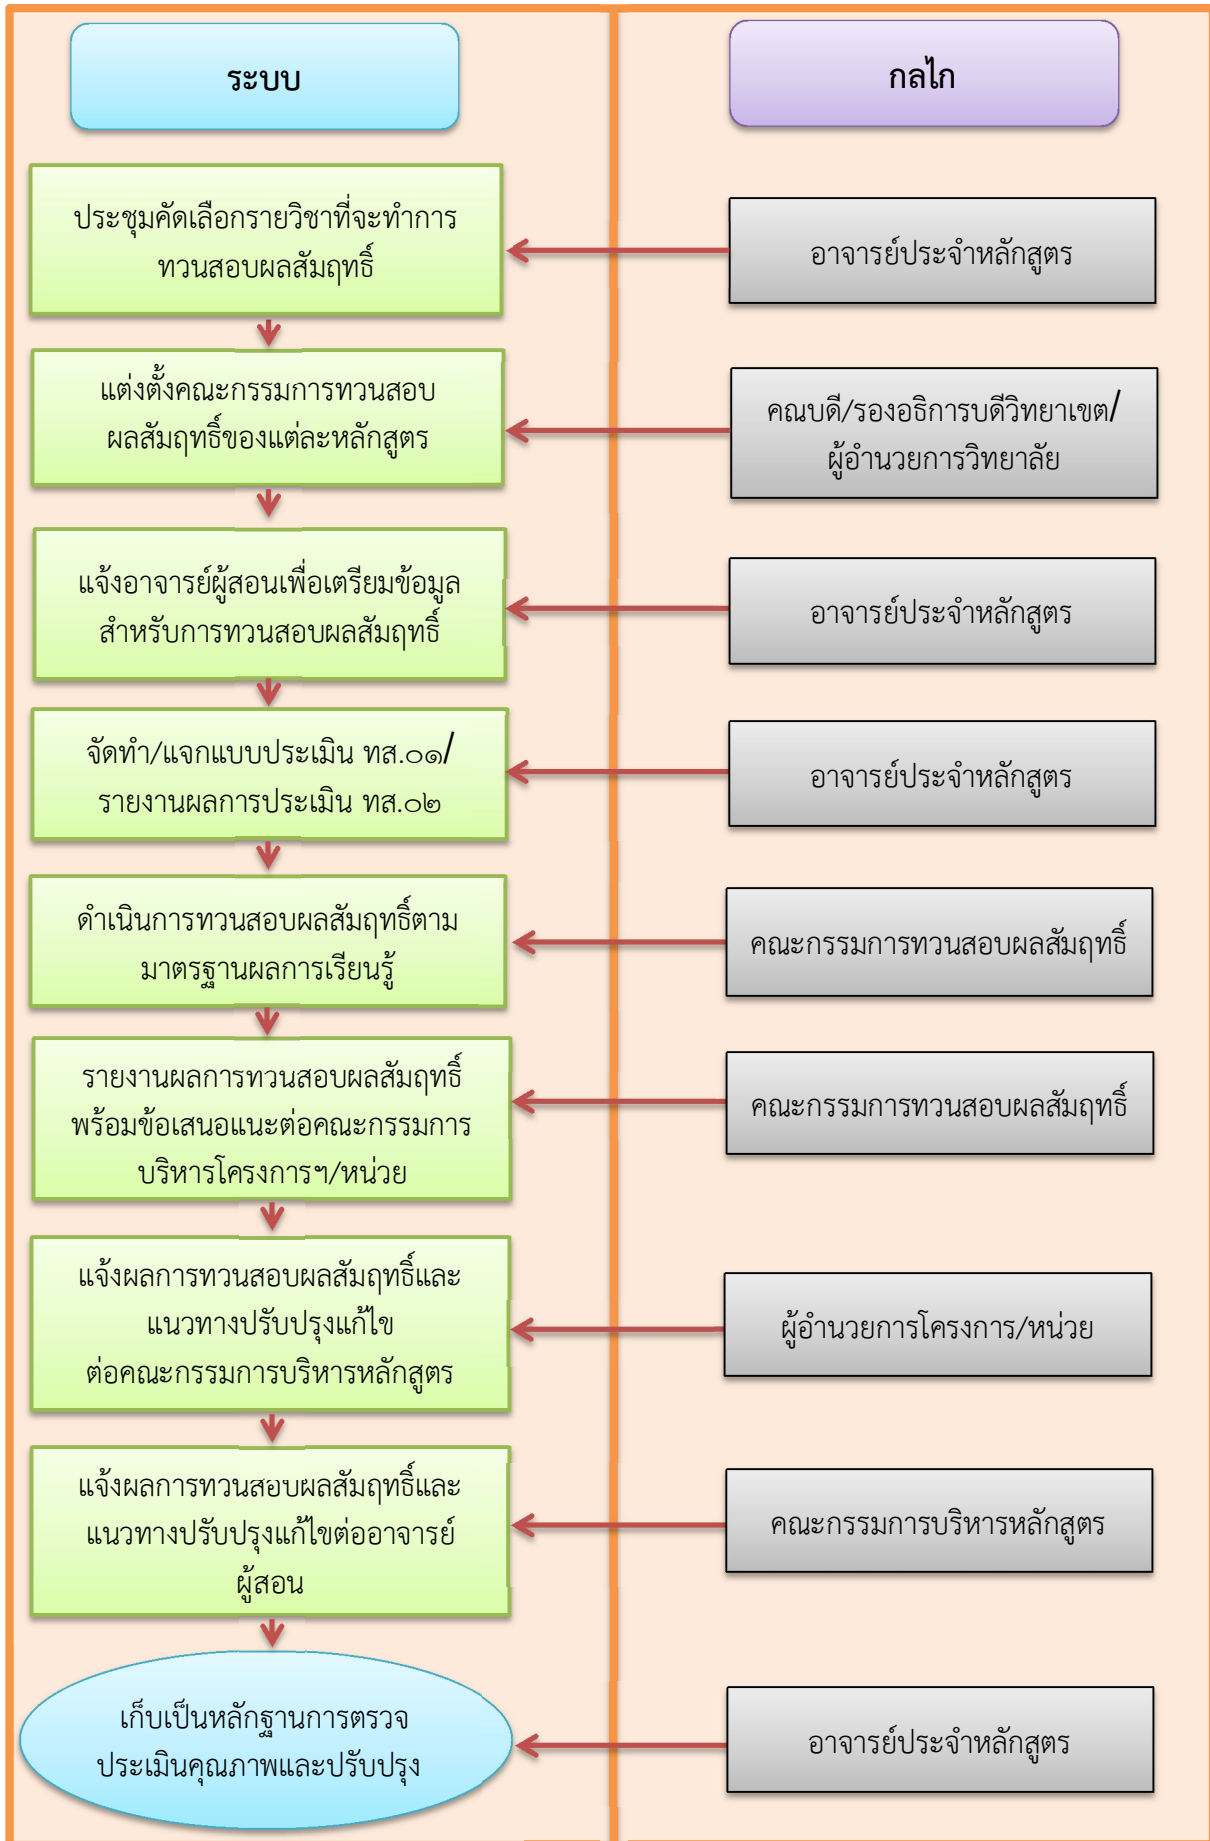 ระบบ
กลไก
ประชุมคัดเลือกรายวิชาที่จะทำการ
ทวนสอบผลสัมฤทธิ์
อาจารย์ประจำหลักสูตร
แต่งตั้งคณะกรรมการทวนสอบ
ผลสัมฤทธิ์ของแต่ละหลักสูตร
คณบดี/รองอธิการบดีวิทยาเขต/
ผู้อำนวยการวิทยาลัย
แจ้งอาจารย์ผู้สอนเพื่อเตรียมข้อมูล
สำหรับการทวนสอบผลสัมฤทธิ์
อาจารย์ประจำหลักสูตร
จัดทำ/แจกแบบประเมิน ทส.๐๑/
รายงานผลการประเมิน ทส.๐๒
อาจารย์ประจำหลักสูตร
ดำเนินการทวนสอบผลสัมฤทธิ์ตาม
มาตรฐานผลการเรียนรู้
คณะกรรมการทวนสอบผลสัมฤทธิ์
รายงานผลการทวนสอบผลสัมฤทธิ์
พร้อมข้อเสนอแนะต่อคณะกรรมการ
บริหารโครงการฯ/หน่วย
คณะกรรมการทวนสอบผลสัมฤทธิ์
แจ้งผลการทวนสอบผลสัมฤทธิ์และ
แนวทางปรับปรุงแก้ไข
ต่อคณะกรรมการบริหารหลักสูตร
ผู้อำนวยการโครงการ/หน่วย
แจ้งผลการทวนสอบผลสัมฤทธิ์และ
แนวทางปรับปรุงแก้ไขต่ออาจารย์
ผู้สอน
คณะกรรมการบริหารหลักสูตร
เก็บเป็นหลักฐานการตรวจ
ประเมินคุณภาพและปรับปรุง
อาจารย์ประจำหลักสูตร